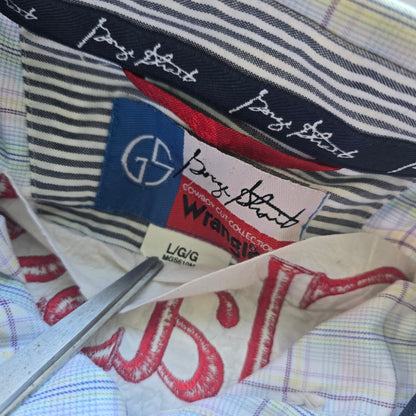 George Strait
George Strait
GS
George Strait
COWBOY CUT COLLECTION
Wrangler
L/G/G